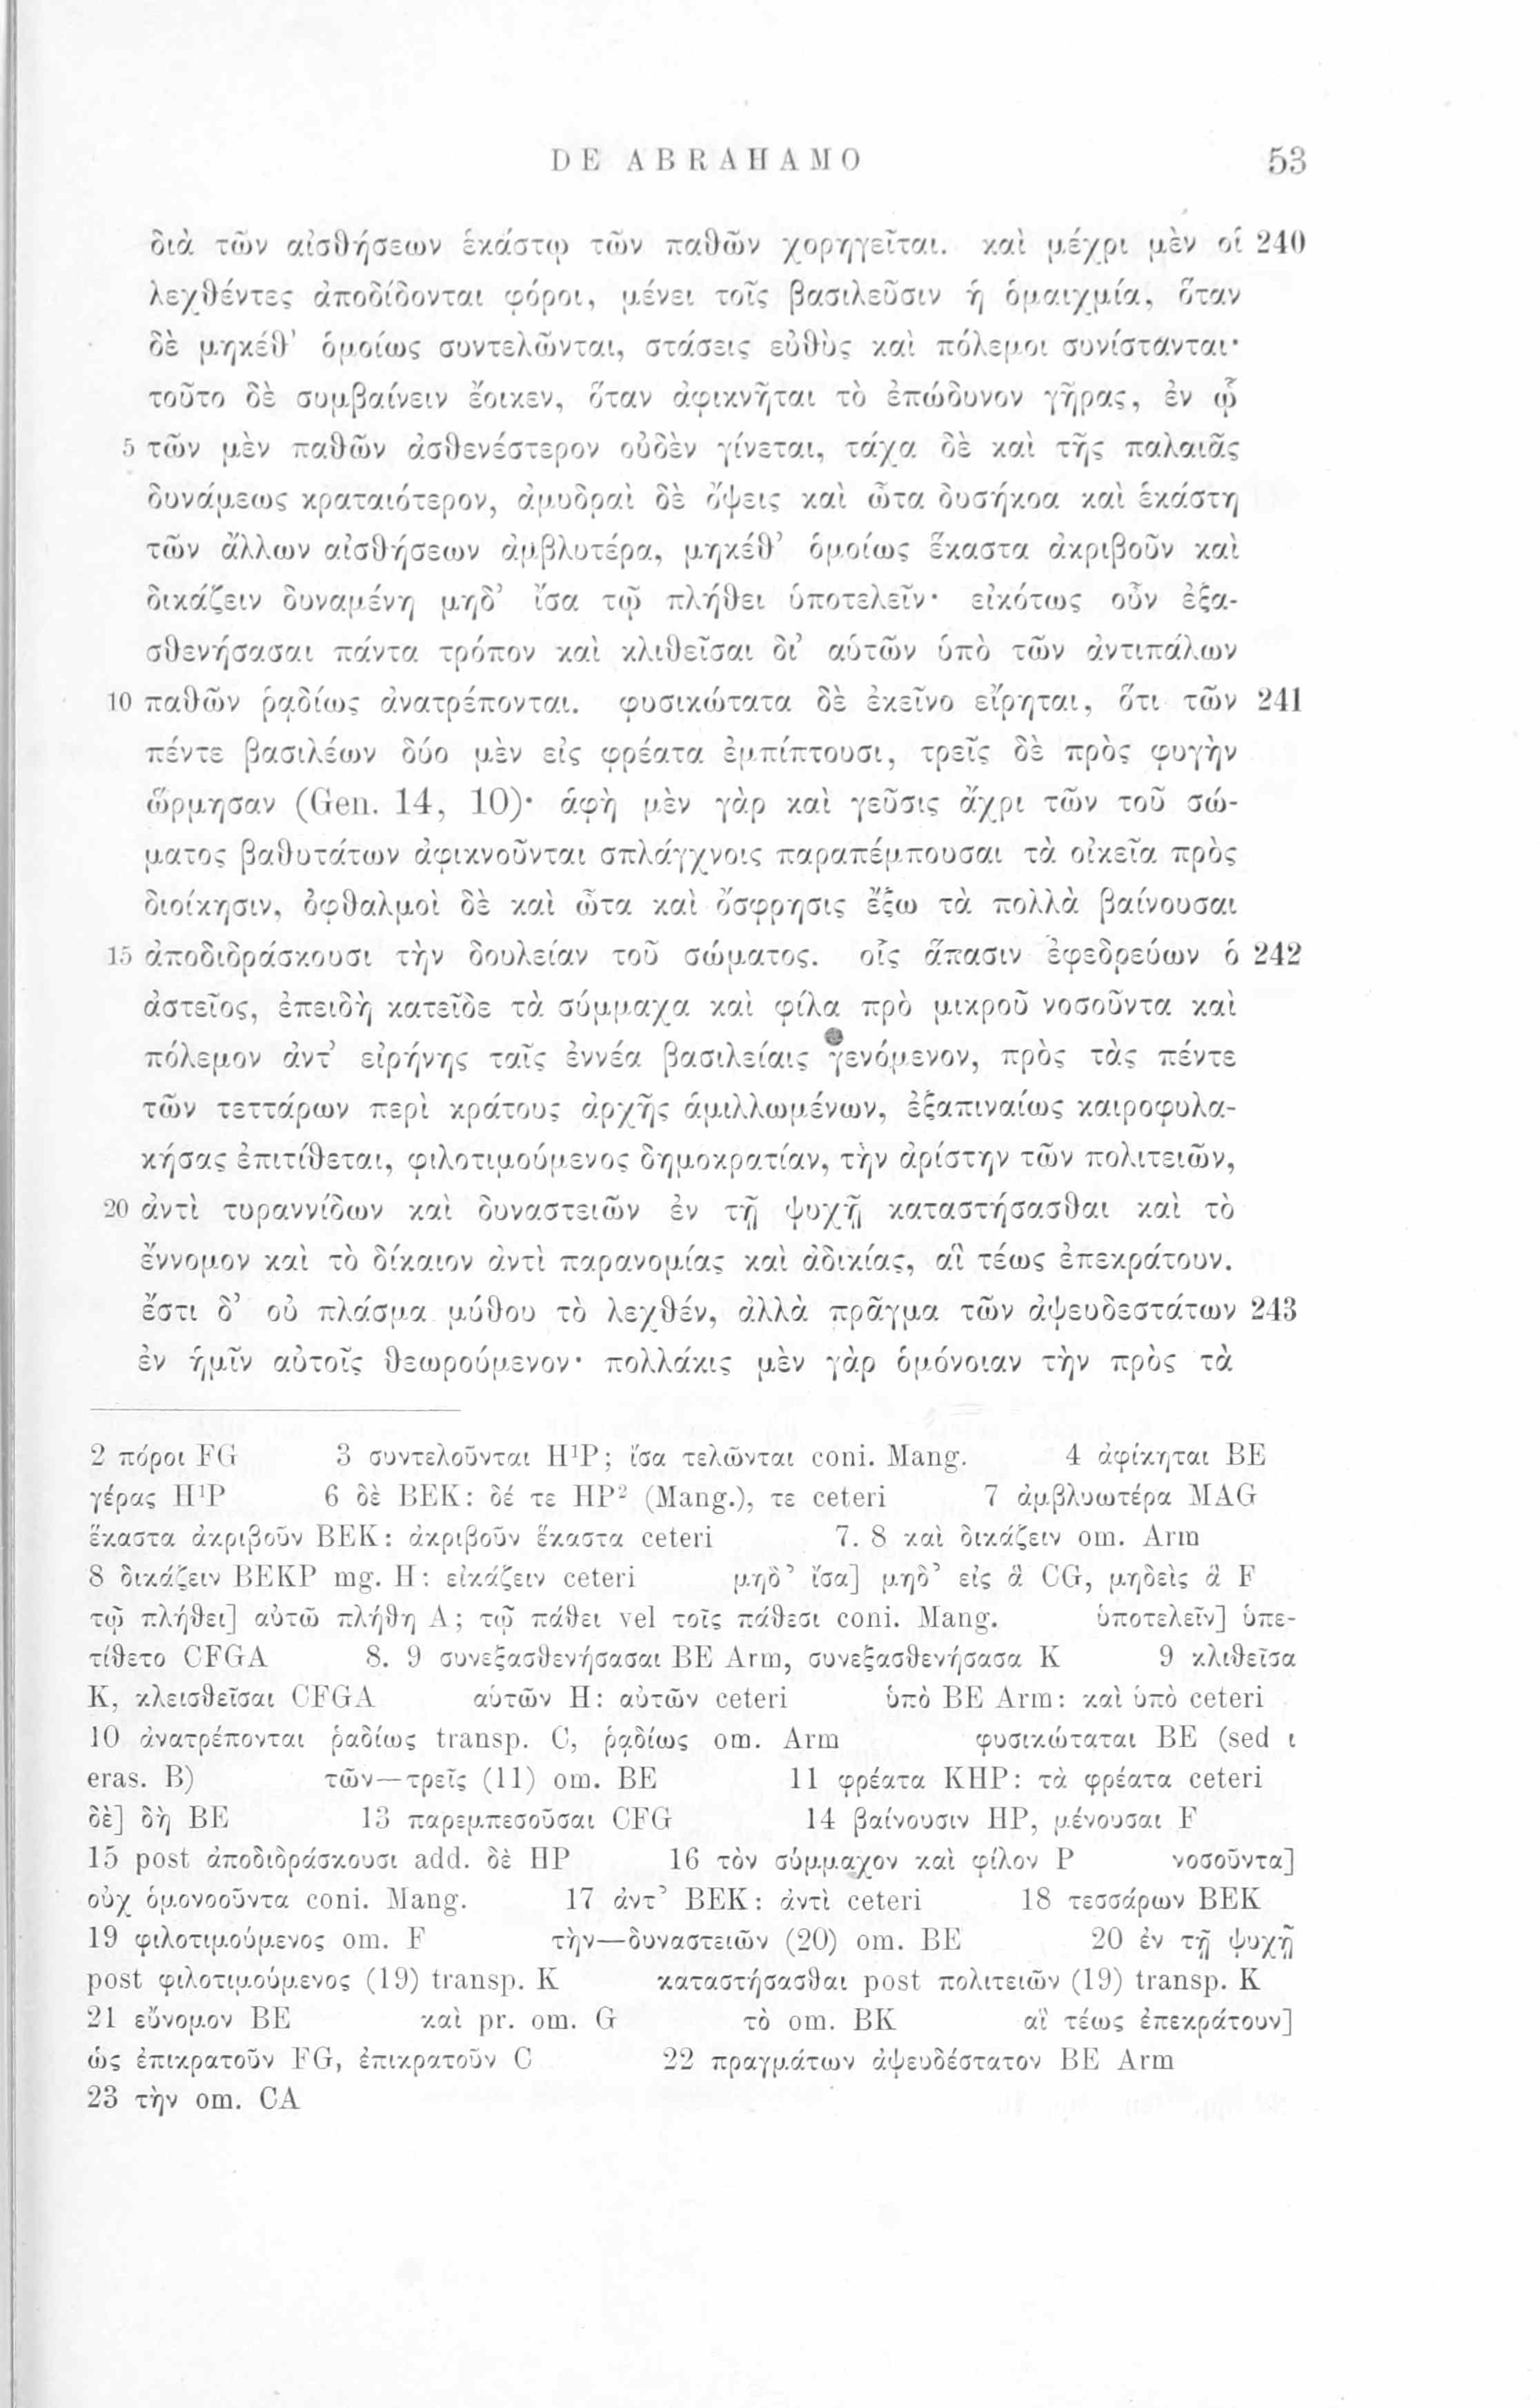 DE ABRAHAMO 53
διὰ τῶν αἰσθήσεων ἑκάστῳ τῶν παθῶν χορηγεῖται. καὶ μέχρι μὲν οἱ 240
λεχθέντες ἀποδίδονται φόροι, μένει τοῖς βασιλεῦσιν ἡ ὁμαιχμία, ὅταν
δὲ μηκέθ’ ὁμοίως συντελῶνται, στάσεις εὐθὺς καὶ πόλεμοι συνίστανται·
τοῦτο δὲ συμβαίνειν ἔοικεν, ὅταν ἀφικνῆται τὸ ἐπώδυνον γῆρας, ἐν ᾧ
5 τῶν μὲν παθῶν ἀσθενέστερον οὐδὲν γίνεται, τάχα δὲ καὶ τῆς παλαιᾶς
δυνάμεως κραταιότερον, ἀμυδραὶ δὲ ὄψεις καὶ ὦτα δυσήκοα καὶ ἑκάστη
τῶν ἄλλων αἰσθήσεων ἀμβλυτέρα, μηκέθ’ ὁμοίως ἕκαστα ἀκριβοῦν καὶ
δικάζειν δυναμένη μηδ’ ἴσα τῷ πλήθει ὑποτελεῖν· εἰκότως οὖν ἐξα-
σθενήσασαι πάντα τρόπον καὶ κλιθεῖσαι δι’ αὑτῶν ὑπὸ τῶν ἀντιπάλων
10 παθῶν ῥᾳδίως ἀνατρέπονται. φυσικώτατα δὲ ἐκεῖνο εἴρηται, ὅτι τῶν 241
πέντε βασιλέων δύο μὲν εἰς φρέατα ἐμπίπτουσι, τρεῖς δὲ πρὸς φυγὴν
ὥρμησαν (Gen. 14, 10)· ἁφὴ μὲν γὰρ καὶ γεῦσις ἄχρι τῶν τοῦ σώ-
ματος βαθυτάτων ἀφικνοῦνται σπλάγχνοις παραπέμπουσαι τὰ οἰκεῖα πρὸς
διοίκησιν, ὀφθαλμοὶ δὲ καὶ ὦτα καὶ ὄσφρησις ἔξω τὰ πολλὰ βαίνουσαι
15 ἀποδιδράσκουσι τὴν δουλείαν τοῦ σώματος. οἷς ἅπασιν ἐφεδρεύων ὁ 242
ἀστεῖος, ἐπειδὴ κατεῖδε τὰ σύμμαχα καὶ φίλα πρὸ μικροῦ νοσοῦντα καὶ
πόλεμον ἀντ’ εἰρήνης ταῖς ἐννέα βασιλείαις γενόμενον, πρὸς τὰς πέντε
τῶν τεττάρων περὶ κράτους ἀρχῆς ἁμιλλωμένων, ἐξαπιναίως καιροφυλα-
κήσας ἐπιτίθεται, φιλοτιμούμενος δημοκρατίαν, τὴν ἀρίστην τῶν πολιτειῶν,
20 ἀντὶ τυραννίδων καὶ δυναστειῶν ἐν τῇ ψυχῇ καταστήσασθαι καὶ τὸ
ἔννομον καὶ τὸ δίκαιον ἀντὶ παρανομίας καὶ ἀδικίας, αἳ τέως ἐπεκράτουν.
ἔστι δ’ οὐ πλάσμα μύθου τὸ λεχθέν, ἀλλὰ πρᾶγμα τῶν ἀψευδεστάτων 243
ἐν ἡμῖν αὐτοῖς θεωρούμενον· πολλάκις μὲν γὰρ ὁμόνοιαν τὴν πρὸς τὰ
2 πόροι FG 3 συντελοῦνται H¹P; ἴσα τελῶνται coni. Mang. 4 ἀφίκηται BE
γέρας H¹P 6 δὲ BEK: δέ τε HP² (Mang.), τε ceteri 7 ἀμβλυωτέρα MAG
ἕκαστα ἀκριβοῦν BEK: ἀκριβοῦν ἕκαστα ceteri 7. 8 καὶ δικάζειν om. Arm
8 δικάζειν BEKP mg. H: εἰκάζειν ceteri μηδ’ ἴσα] μηδ’ εἰς ἃ CG, μηδεὶς ἃ F
τῷ πλήθει] αὐτῶ πλήθη A; τῷ πάθει vel τοῖς πάθεσι coni. Mang. ὑποτελεῖν] ὑπε-
τίθετο CFGA 8. 9 συνεξασθενήσασαι BE Arm, συνεξασθενήσασα K 9 κλιθεῖσα
K, κλεισθεῖσαι CFGA αὑτῶν H: αὐτῶν ceteri ὑπὸ BE Arm: καὶ ὑπὸ ceteri
10 ἀνατρέπονται ῥαδίως transp. C, ῥᾳδίως om. Arm φυσικώταται BE (sed ι
eras. B) τῶν—τρεῖς (11) om. BE 11 φρέατα KHP: τὰ φρέατα ceteri
δὲ] δὴ BE 13 παρεμπεσοῦσαι CFG 14 βαίνουσιν HP, μένουσαι F
15 post ἀποδιδράσκουσι add. δὲ HP 16 τὸν σύμμαχον καὶ φίλον P νοσοῦντα]
οὐχ ὁμονοοῦντα coni. Mang. 17 ἀντ’ BEK: ἀντὶ ceteri 18 τεσσάρων BEK
19 φιλοτιμούμενος om. F τὴν—δυναστειῶν (20) om. BE 20 ἐν τῇ ψυχῇ
post φιλοτιμούμενος (19) transp. K καταστήσασθαι post πολιτειῶν (19) transp. K
21 εὔνομον BE καὶ pr. om. G τὸ om. BK αἳ τέως ἐπεκράτουν]
ὡς ἐπικρατοῦν FG, ἐπικρατοῦν C 22 πραγμάτων ἀψευδέστατον BE Arm
23 τὴν om. CA